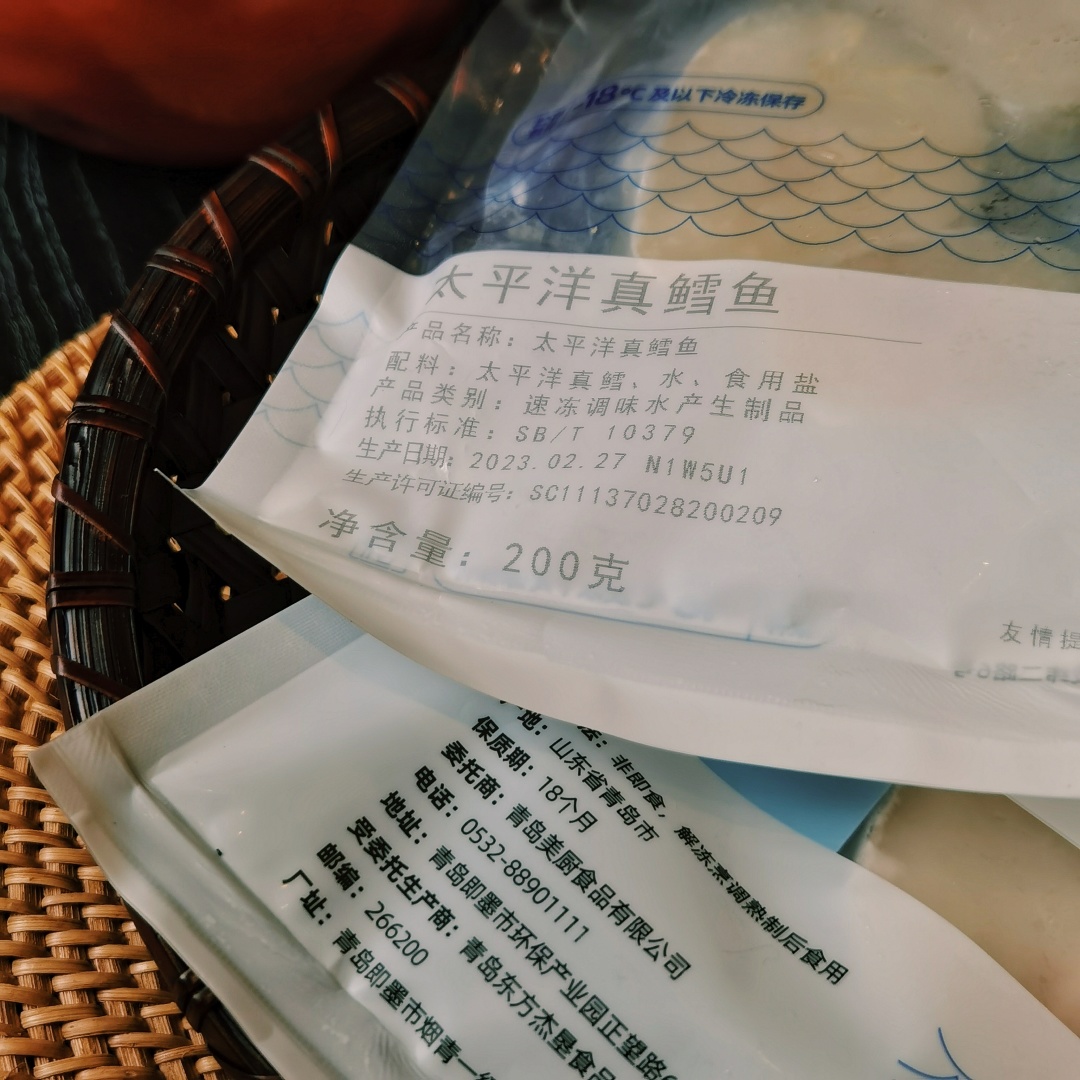 -18℃及以下冷冻保存
太平洋真鳕鱼
产品名称：太平洋真鳕鱼
配料：太平洋真鳕、水、食用盐
产品类别：速冻调味水产生制品
执行标准：SB/T 10379
生产日期：2023.02.27 N1W5U1
生产许可证编号：SC11137028200209
净含量：200克
友情提
非即食，解冻烹调熟制后食用
地：山东省青岛市
保质期：18个月
委托商：青岛美厨食品有限公司
电话：0532-88901111
地址：青岛即墨市环保产业园正望路
受委托生产商：青岛东方杰垦食品
邮编：266200
厂址：青岛即墨市烟青一